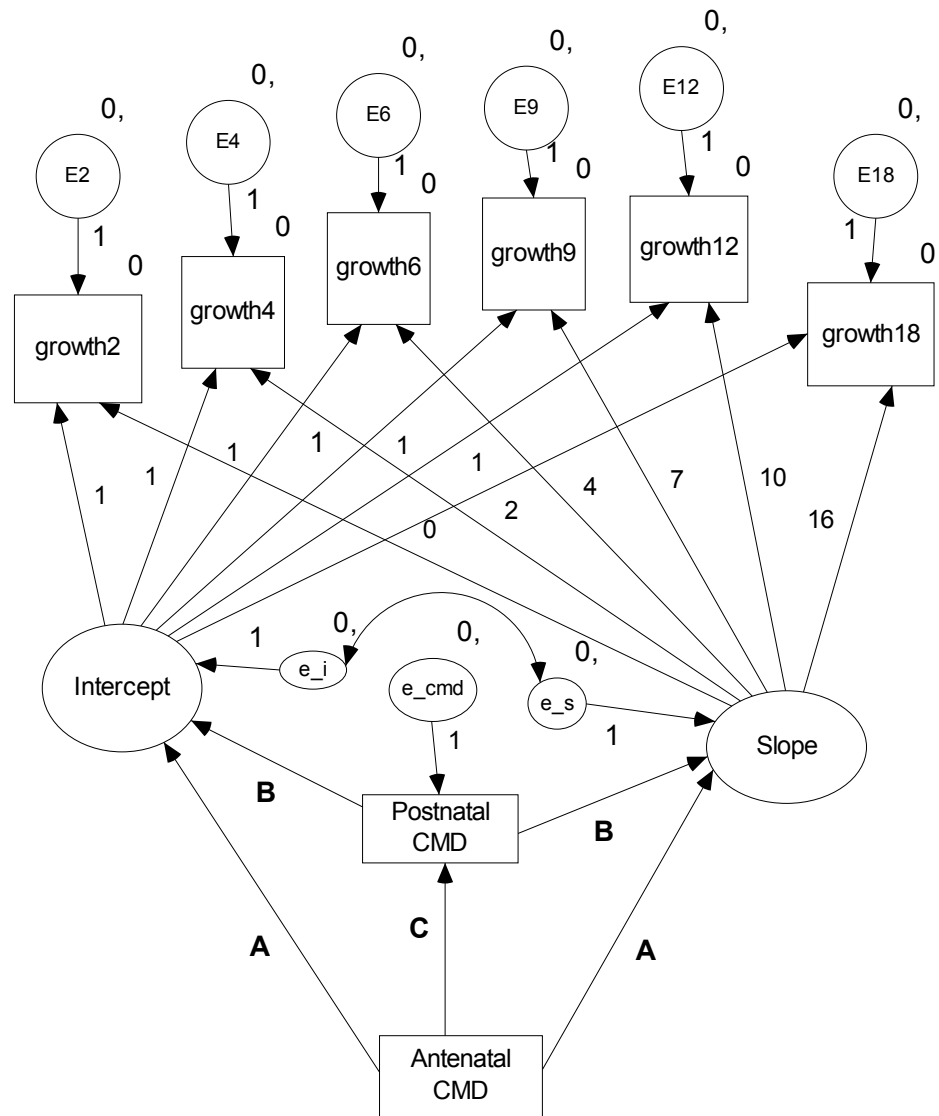 0,
0,
0,
0,
0,
0,
E12
E6
E9
E4
E2
E18
1
1
1
1
1
1
0
0
0
0
0
0
growth12
growth9
growth6
growth4
growth18
growth2
1
1
1
1
1
1
0
2
4
7
10
16
1
0,
0,
0,
Intercept
e_i
e_cmd
e_s
1
1
Slope
B
Postnatal
CMD
B
C
A
A
Antenatal
CMD